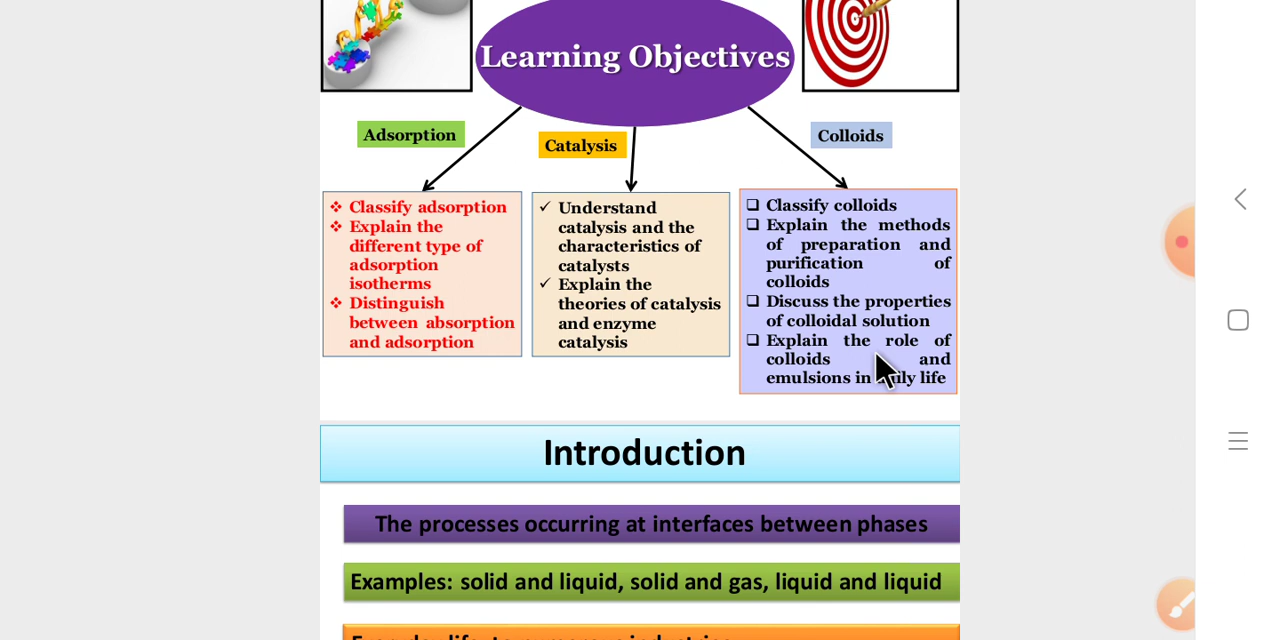 Learning Objectives
Adsorption
Catalysis
Colloids
Classify adsorption
Explain the
different type of
adsorption
isotherms
Distinguish
between absorption
and adsorption
Understand
catalysis and the
characteristics of
catalysts
Explain the
theories of catalysis
and enzyme
catalysis
Classify colloids
Explain the methods
of preparation and
purification of
colloids
Discuss the properties
of colloidal solution
Explain the role of
colloids and
emulsions in daily life
Introduction
The processes occurring at interfaces between phases
Examples: solid and liquid, solid and gas, liquid and liquid